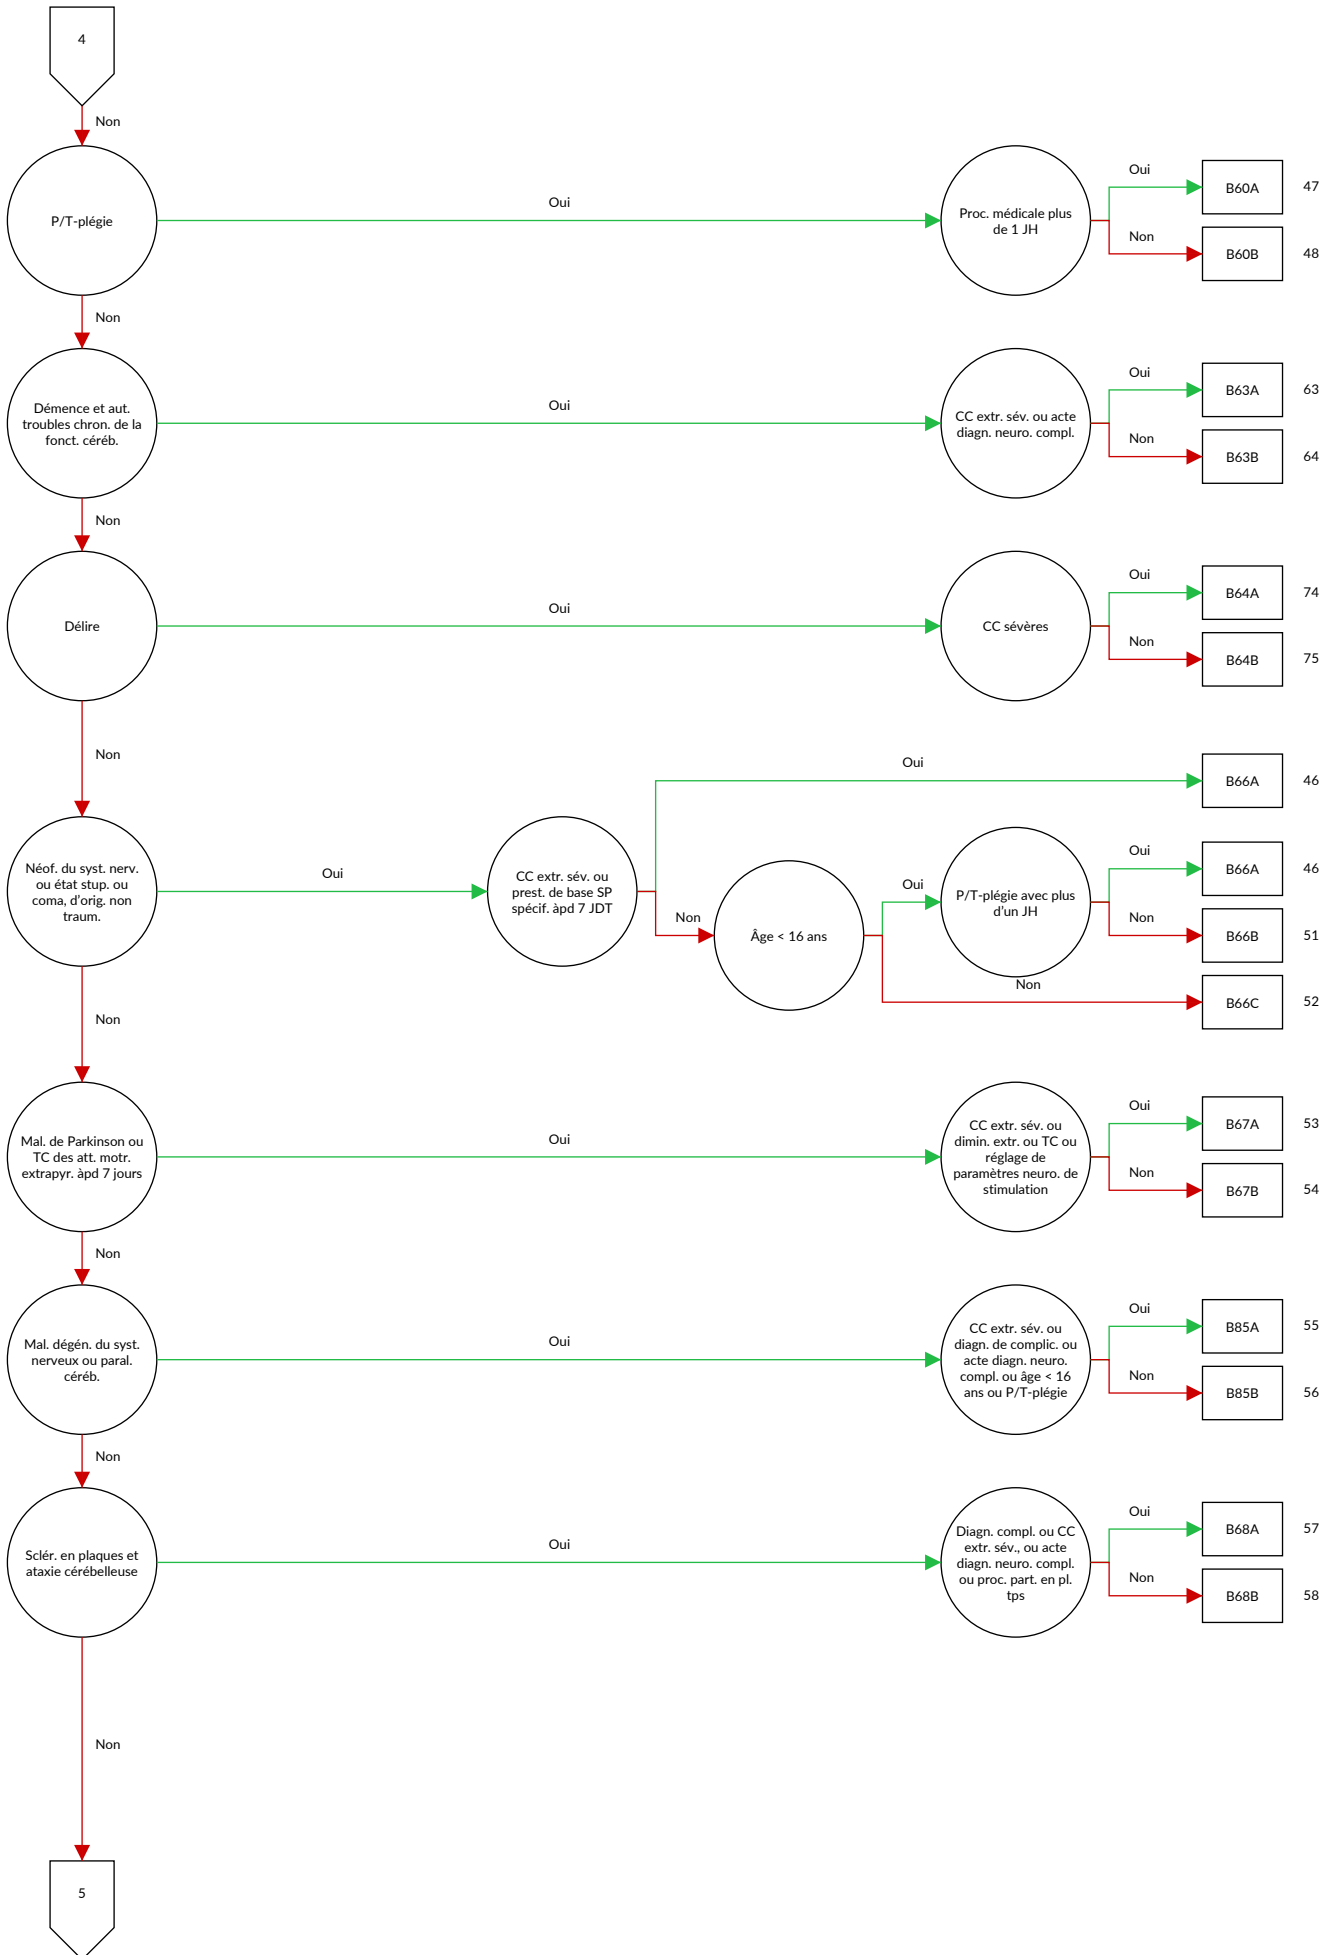 4
Non
P/T-plégie
Oui
Proc. médicale plus
de 1 JH
Oui
B60A
47
Non
B60B
48
Non
Démence et aut.
troubles chron. de la
fonct. céréb.
Oui
CC extr. sév. ou acte
diagn. neuro. compl.
Oui
B63A
63
Non
B63B
64
Non
Délire
Oui
CC sévères
Oui
B64A
74
Non
B64B
75
Non
Néof. du syst. nerv.
ou état stup. ou
coma, d'orig. non
traum.
Oui
CC extr. sév. ou
prest. de base SP
spécif. àpd 7 JDT
Oui
B66A
46
Non
Âge < 16 ans
Oui
P/T-plégie avec plus
d'un JH
Oui
B66A
46
Non
B66B
51
Non
B66C
52
Non
Mal. de Parkinson ou
TC des att. motr.
extrapyr. àpd 7 jours
Oui
CC extr. sév. ou
dimin. extr. ou TC ou
réglage de
paramètres neuro. de
stimulation
Oui
B67A
53
Non
B67B
54
Non
Mal. dégén. du syst.
nerveux ou paral.
céréb.
Oui
CC extr. sév. ou
diagn. de complic. ou
acte diagn. neuro.
compl. ou âge < 16
ans ou P/T-plégie
Oui
B85A
55
Non
B85B
56
Non
Sclér. en plaques et
ataxie cérébelleuse
Oui
Diagn. compl. ou CC
extr. sév., ou acte
diagn. neuro. compl.
ou proc. part. en pl.
tps
Oui
B68A
57
Non
B68B
58
Non
5